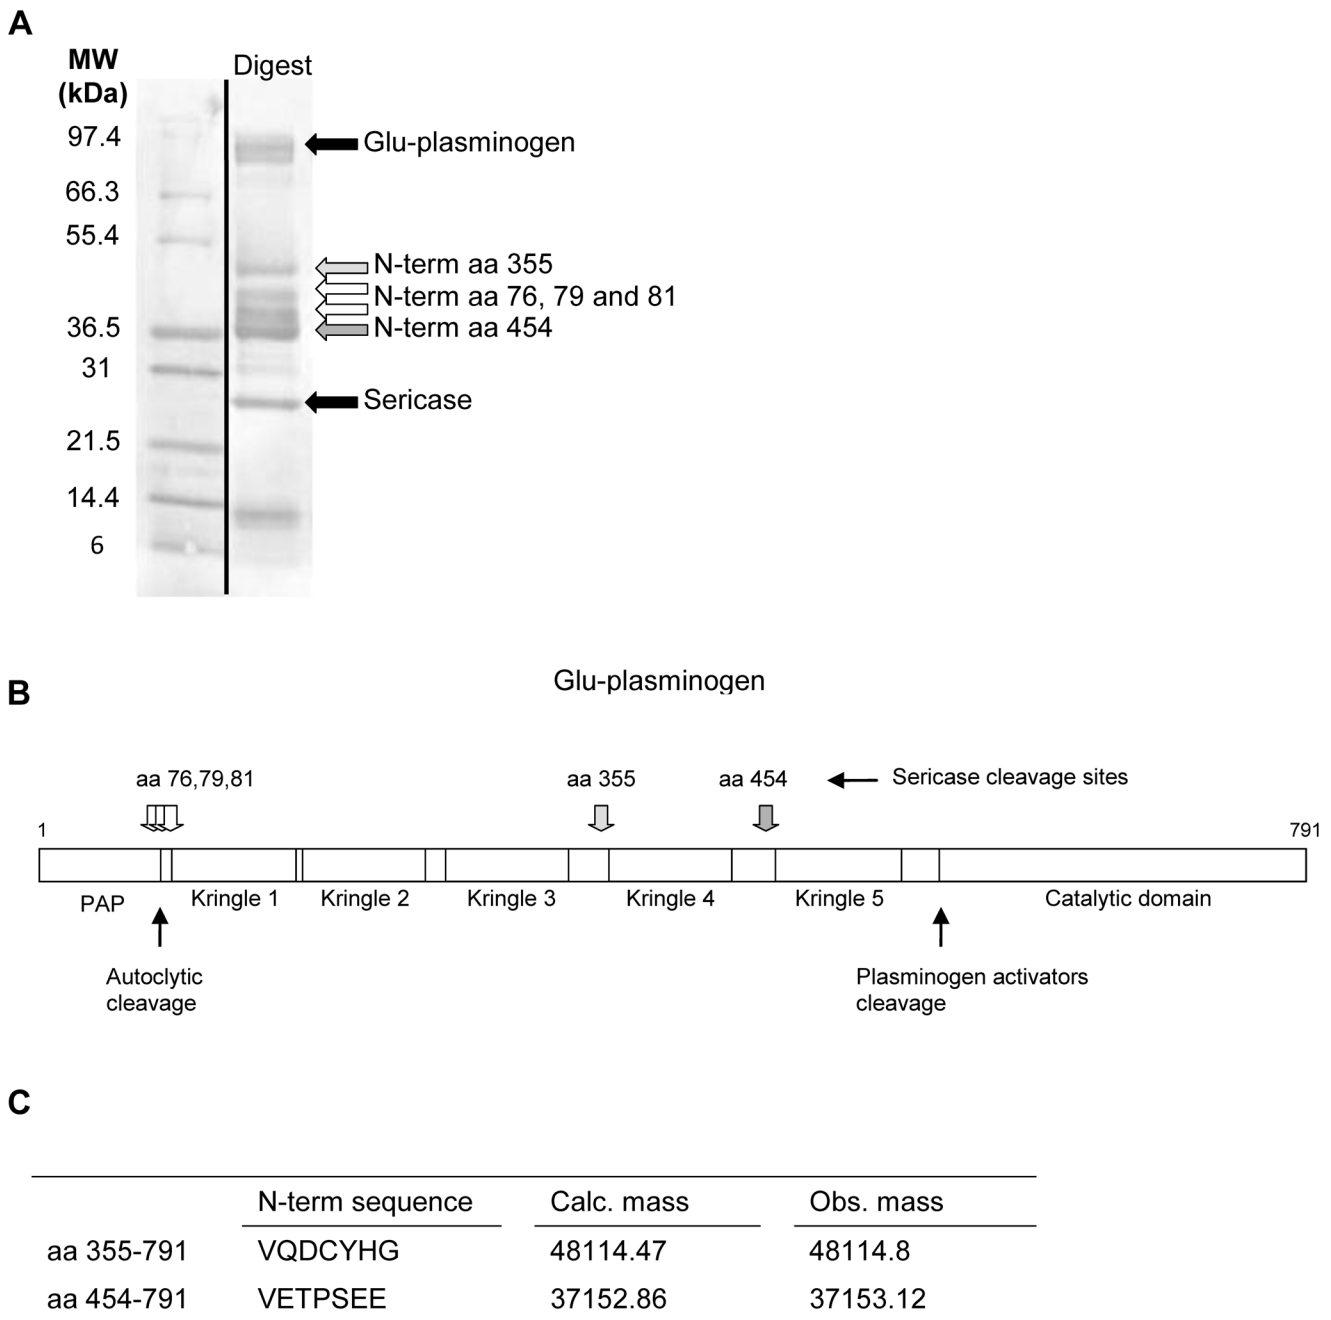 A
MW
(kDa)
Digest
97.4
Glu-plasminogen
66.3
55.4
N-term aa 355
N-term aa 76, 79 and 81
36.5
N-term aa 454
31
Sericase
21.5
14.4
6
B
Glu-plasminogen
aa 76,79,81
aa 355
aa 454
Sericase cleavage sites
1
791
PAP
Kringle 1
Kringle 2
Kringle 3
Kringle 4
Kringle 5
Catalytic domain
Autoclytic
cleavage
Plasminogen activators
cleavage
C
N-term sequence Calc. mass Obs. mass
aa 355-791 VQDCYHG 48114.47 48114.8
aa 454-791 VETPSEE 37152.86 37153.12